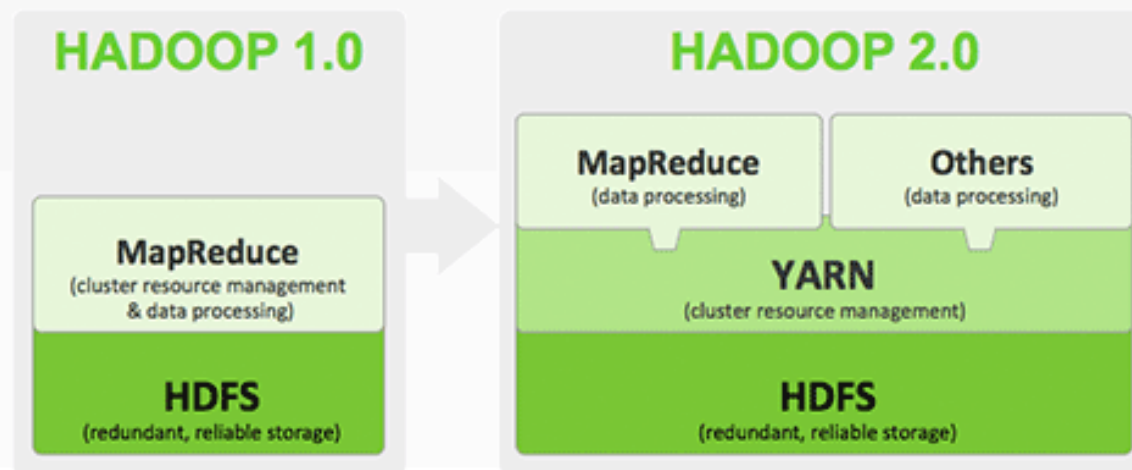 HADOOP 1.0
MapReduce
(cluster resource management
& data processing)
HDFS
(redundant, reliable storage)
HADOOP 2.0
MapReduce
(data processing)
Others
(data processing)
YARN
(cluster resource management)
HDFS
(redundant, reliable storage)